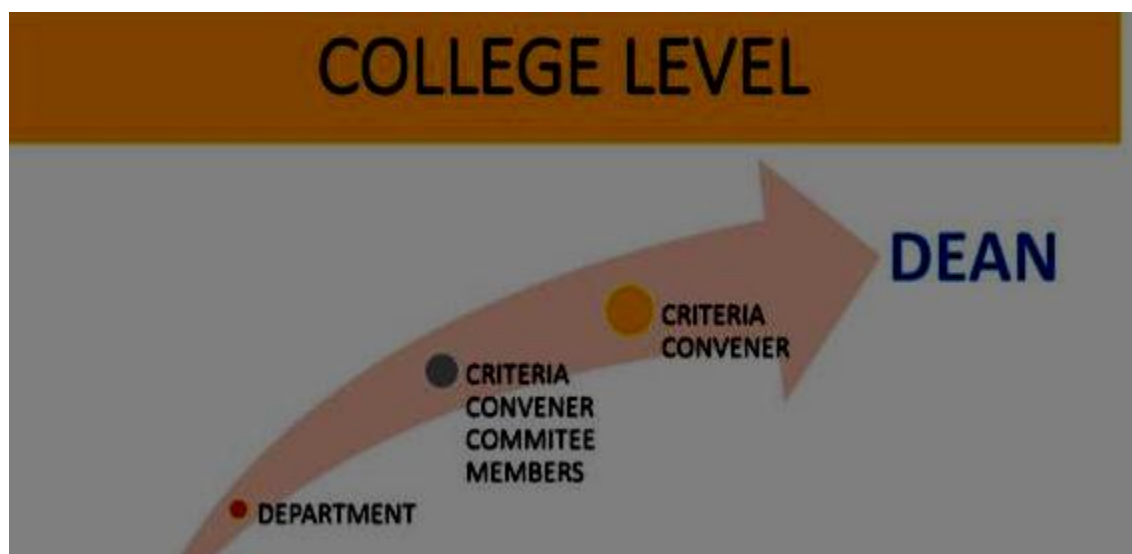 COLLEGE LEVEL
DEAN
CRITERIA
CONVENER
CRITERIA
CONVENER
COMMITEE
MEMBERS
DEPARTMENT